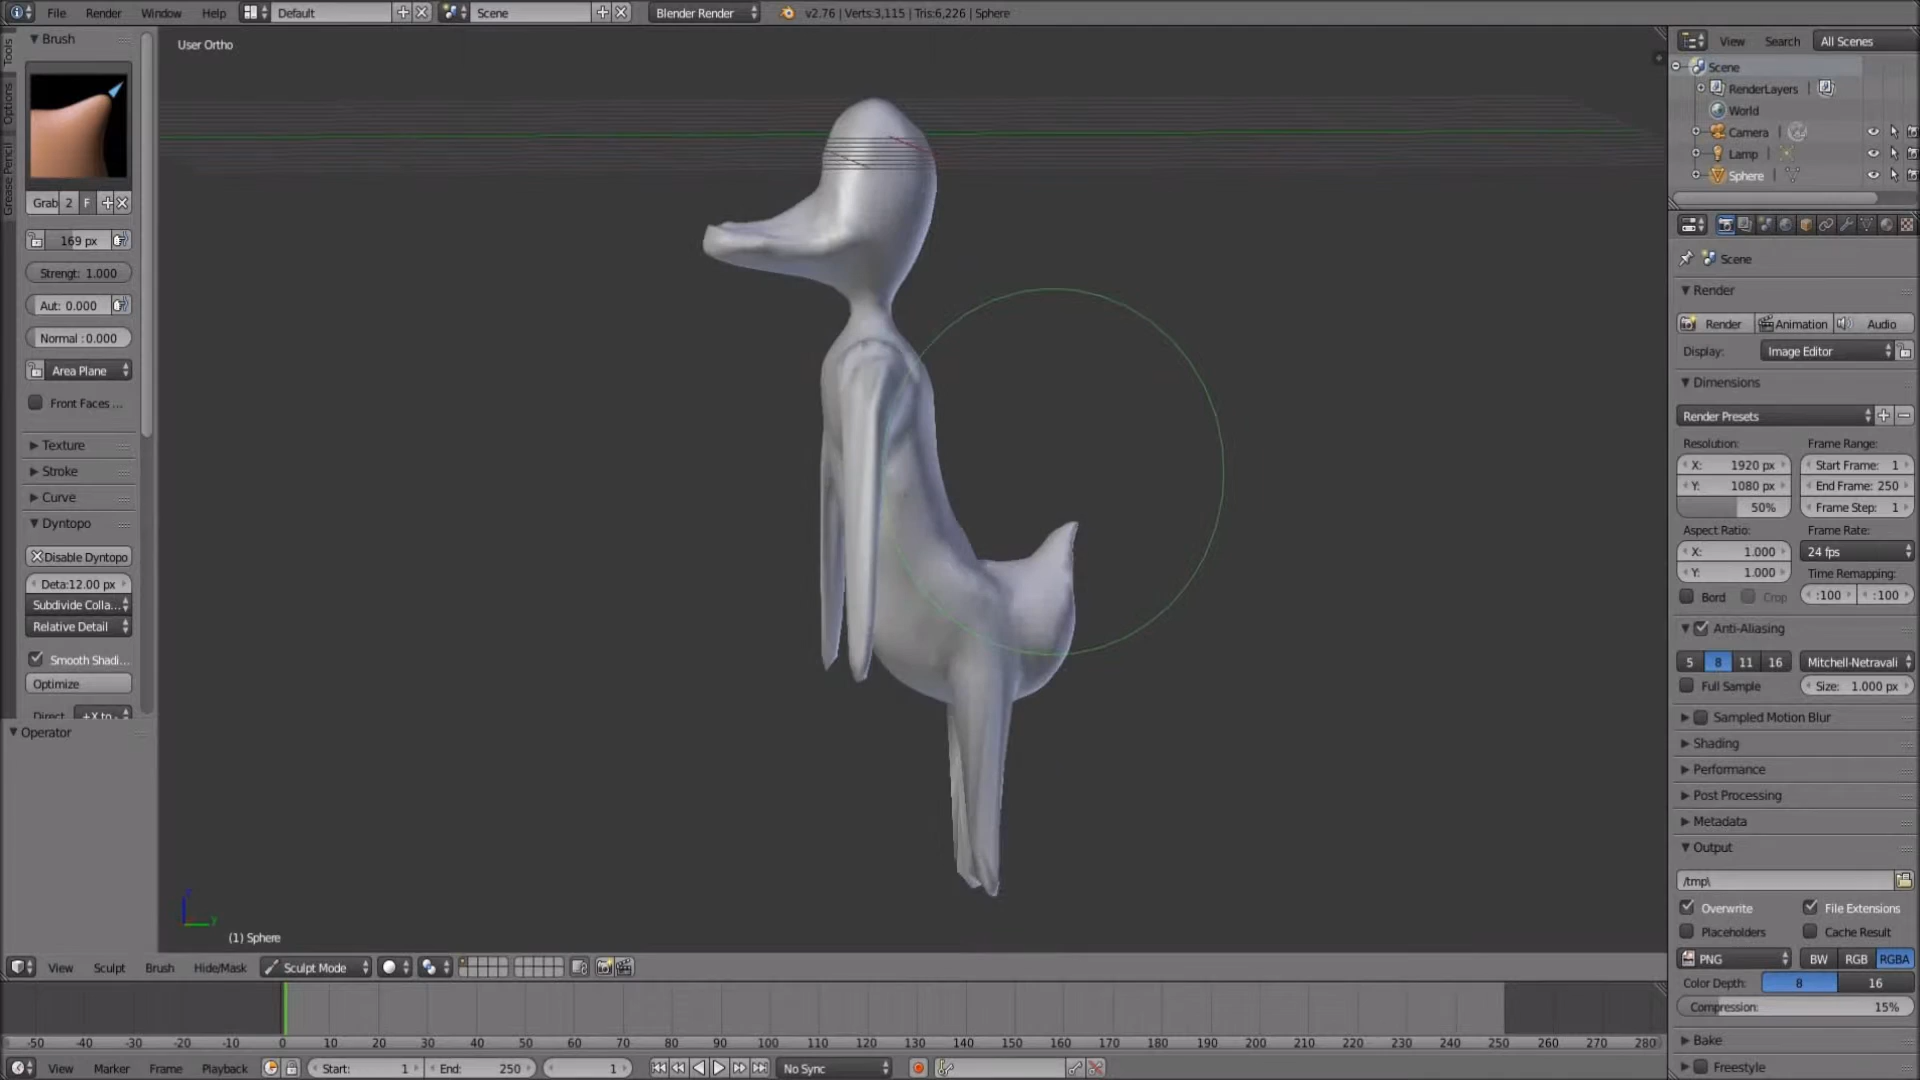 File Render Window Help Default Scene Blender Render v2.76 | Verts:3,115 | Tris:6,226 | Sphere
Tools
Options
Grease Pencil
Brush
Grab 2 F
169 px
Strengt: 1.000
Aut: 0.000
Normal: 0.000
Area Plane
Front Faces ...
Texture
Stroke
Curve
Dyntopo
Disable Dyntopo
Deta:12.00 px
Subdivide Colla...
Relative Detail
Smooth Shadi...
Optimize
Direct +X to
Operator
User Ortho
z
y
(1) Sphere
View Sculpt Brush Hide/Mask Sculpt Mode
-50 -40 -30 -20 -10 0 10 20 30 40 50 60 70 80 90 100 110 120 130 140 150 160 170 180 190 200 210 220 230 240 250 260 270 280
View Marker Frame Playback Start: 1 End: 250 1 No Sync
View Search All Scenes
Scene
RenderLayers |
World
Camera
Lamp
Sphere
Scene
Render
Render Animation Audio
Display: Image Editor
Dimensions
Render Presets
Resolution: Frame Range:
X: 1920 px Start Frame: 1
Y: 1080 px End Frame: 250
50% Frame Step: 1
Aspect Ratio: Frame Rate:
X: 1.000 24 fps
Y: 1.000 Time Remapping:
Bord Crop :100 :100
Anti-Aliasing
5 8 11 16 Mitchell-Netravali
Full Sample Size: 1.000 px
Sampled Motion Blur
Shading
Performance
Post Processing
Metadata
Output
/tmp\
Overwrite File Extensions
Placeholders Cache Result
PNG BW RGB RGBA
Color Depth: 8 16
Compression: 15%
Bake
Freestyle